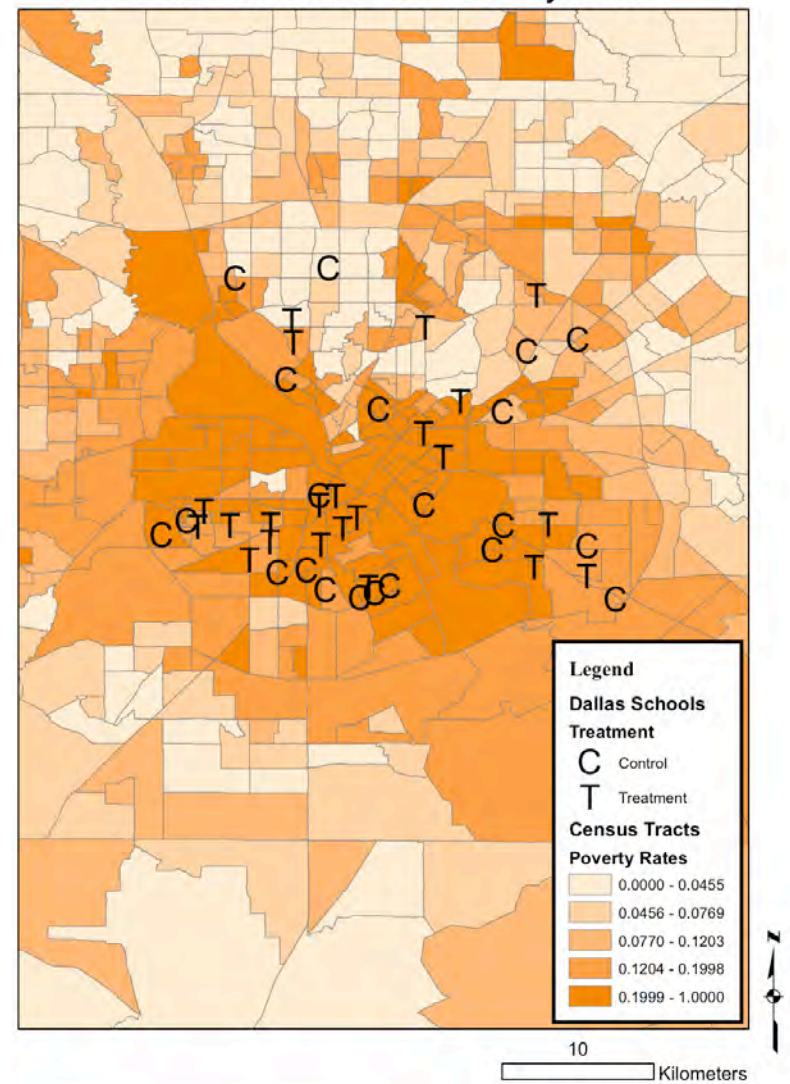 C C
T
T T
T C
C
C
C T C
T
T
C T
T C
T T
C T T T T C T
C T T C C
T T
C C T
C C T C C C
Legend
Dallas Schools
Treatment
C Control
T Treatment
Census Tracts
Poverty Rates
0.0000 - 0.0455
0.0456 - 0.0769
0.0770 - 0.1203
0.1204 - 0.1998
0.1999 - 1.0000
N
10
Kilometers